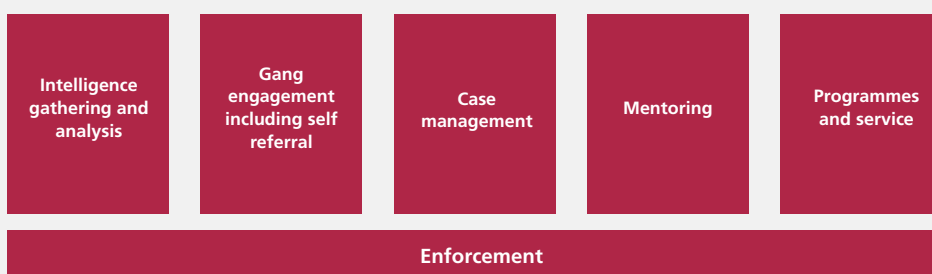 Intelligence
gathering and
analysis
Gang
engagement
including self
referral
Case
management
Mentoring
Programmes
and service
Enforcement